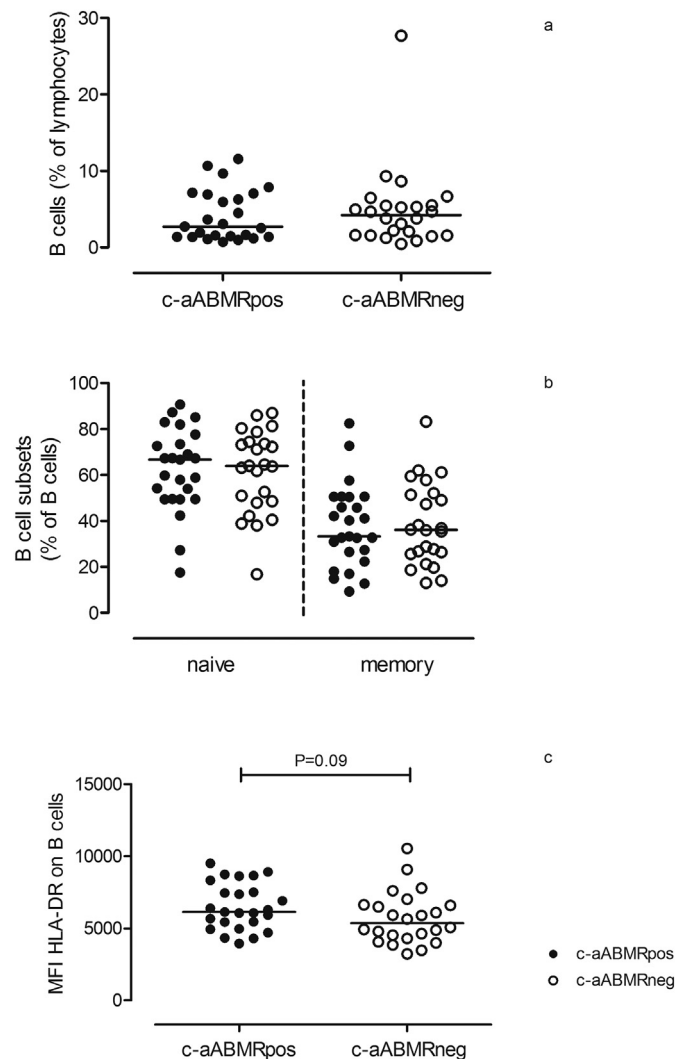 a
B cells (% of lymphocytes)
30
20
10
0
c-aABMRpos
c-aABMRneg
b
B cell subsets
(% of B cells)
100
80
60
40
20
0
naive
memory
c
P=0.09
MFI HLA-DR on B cells
15000
10000
5000
0
c-aABMRpos
c-aABMRneg
c-aABMRpos
c-aABMRneg